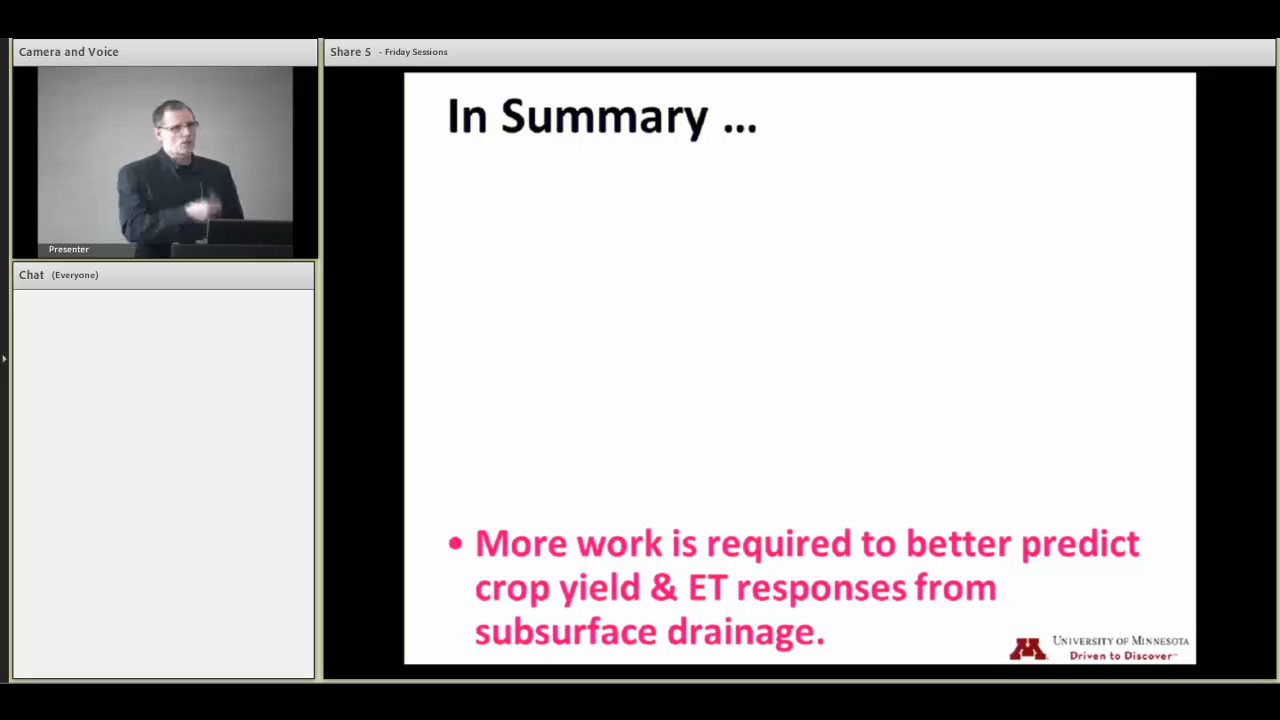 Camera and Voice
Share 5 - Friday Sessions
Presenter
Chat (Everyone)
In Summary ...
• More work is required to better predict
crop yield & ET responses from
subsurface drainage.
M
UNIVERSITY OF MINNESOTA
Driven to Discover™